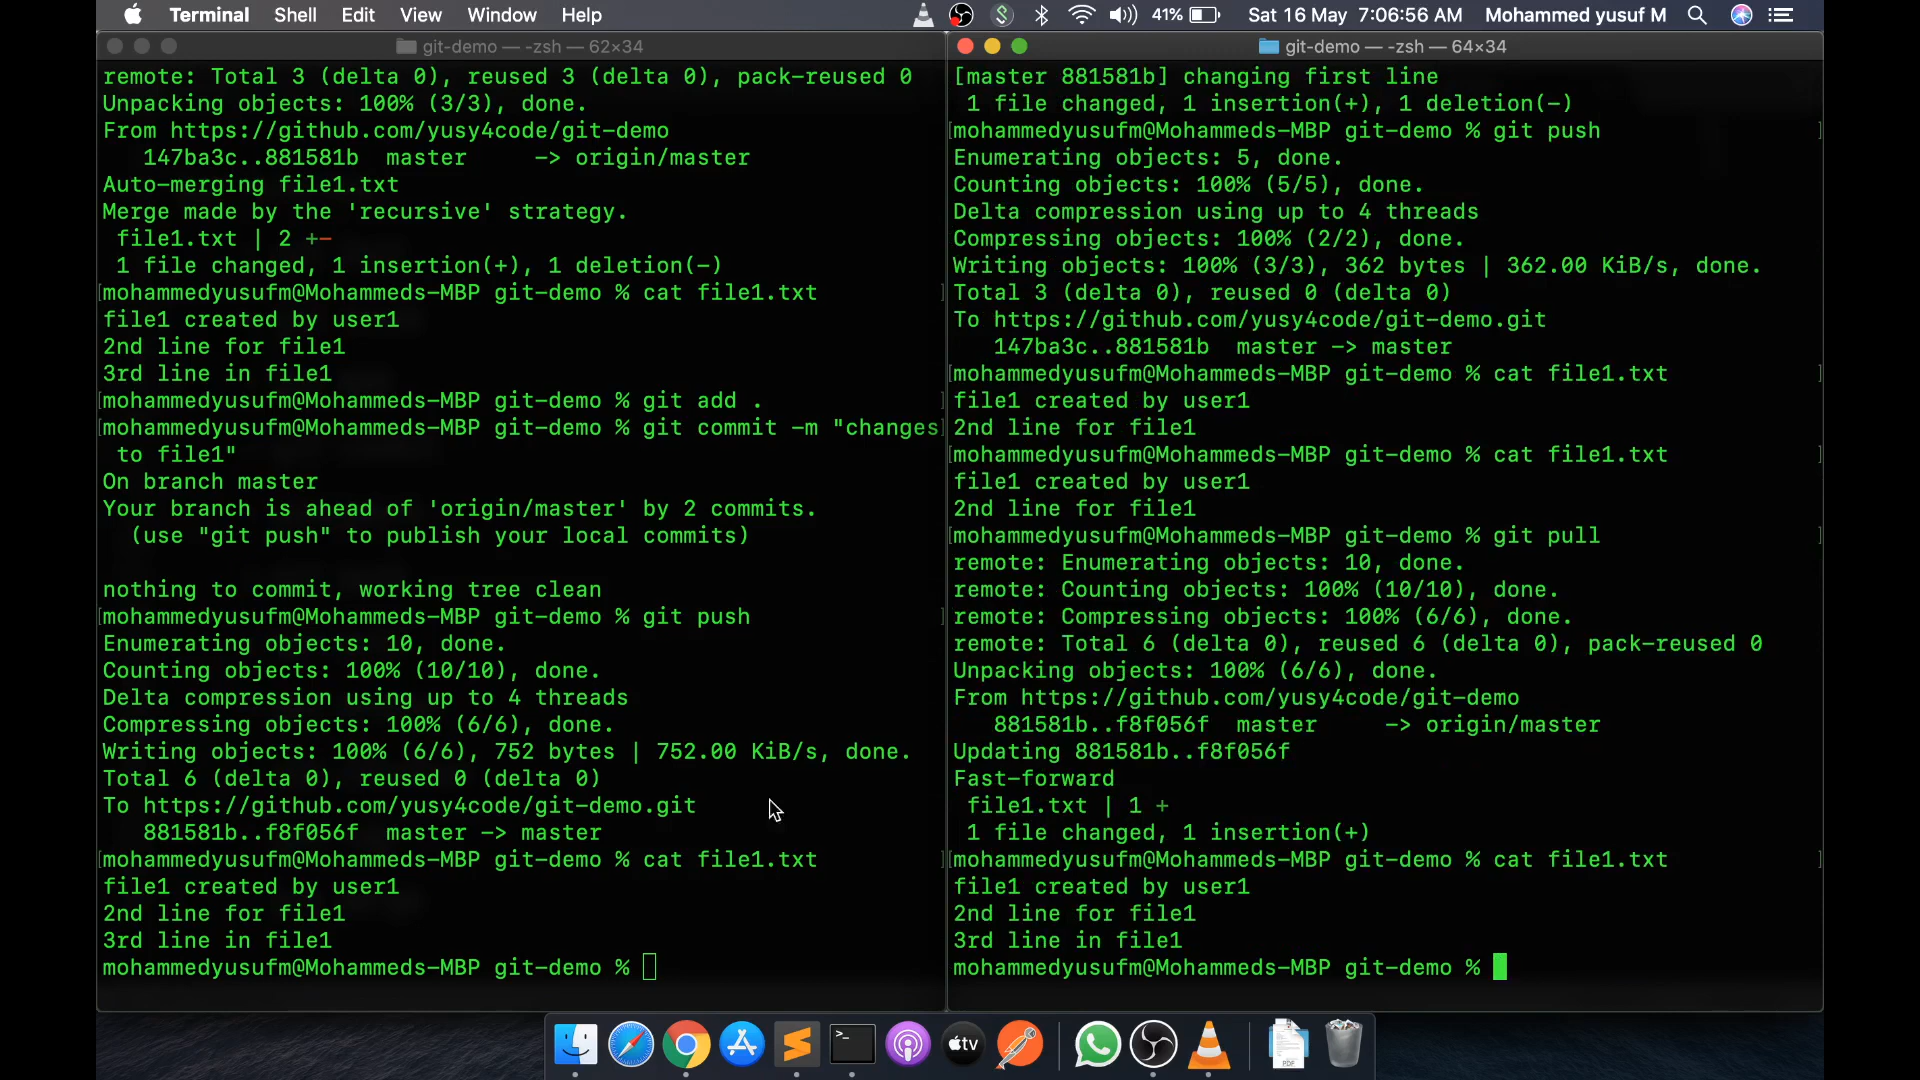 Terminal Shell Edit View Window Help 41% Sat 16 May 7:06:56 AM Mohammed yusuf M
git-demo — -zsh — 62×34
remote: Total 3 (delta 0), reused 3 (delta 0), pack-reused 0
Unpacking objects: 100% (3/3), done.
From https://github.com/yusy4code/git-demo
147ba3c..881581b master -> origin/master
Auto-merging file1.txt
Merge made by the 'recursive' strategy.
file1.txt | 2 +-
1 file changed, 1 insertion(+), 1 deletion(-)
[mohammedyusufm@Mohammeds-MBP git-demo % cat file1.txt ]
file1 created by user1
2nd line for file1
3rd line in file1
[mohammedyusufm@Mohammeds-MBP git-demo % git add . ]
[mohammedyusufm@Mohammeds-MBP git-demo % git commit -m "changes]
to file1"
On branch master
Your branch is ahead of 'origin/master' by 2 commits.
(use "git push" to publish your local commits)
nothing to commit, working tree clean
[mohammedyusufm@Mohammeds-MBP git-demo % git push ]
Enumerating objects: 10, done.
Counting objects: 100% (10/10), done.
Delta compression using up to 4 threads
Compressing objects: 100% (6/6), done.
Writing objects: 100% (6/6), 752 bytes | 752.00 KiB/s, done.
Total 6 (delta 0), reused 0 (delta 0)
To https://github.com/yusy4code/git-demo.git
881581b..f8f056f master -> master
[mohammedyusufm@Mohammeds-MBP git-demo % cat file1.txt ]
file1 created by user1
2nd line for file1
3rd line in file1
mohammedyusufm@Mohammeds-MBP git-demo %
git-demo — -zsh — 64×34
[master 881581b] changing first line
1 file changed, 1 insertion(+), 1 deletion(-)
[mohammedyusufm@Mohammeds-MBP git-demo % git push ]
Enumerating objects: 5, done.
Counting objects: 100% (5/5), done.
Delta compression using up to 4 threads
Compressing objects: 100% (2/2), done.
Writing objects: 100% (3/3), 362 bytes | 362.00 KiB/s, done.
Total 3 (delta 0), reused 0 (delta 0)
To https://github.com/yusy4code/git-demo.git
147ba3c..881581b master -> master
[mohammedyusufm@Mohammeds-MBP git-demo % cat file1.txt ]
file1 created by user1
2nd line for file1
[mohammedyusufm@Mohammeds-MBP git-demo % cat file1.txt ]
file1 created by user1
2nd line for file1
[mohammedyusufm@Mohammeds-MBP git-demo % git pull ]
remote: Enumerating objects: 10, done.
remote: Counting objects: 100% (10/10), done.
remote: Compressing objects: 100% (6/6), done.
remote: Total 6 (delta 0), reused 6 (delta 0), pack-reused 0
Unpacking objects: 100% (6/6), done.
From https://github.com/yusy4code/git-demo
881581b..f8f056f master -> origin/master
Updating 881581b..f8f056f
Fast-forward
file1.txt | 1 +
1 file changed, 1 insertion(+)
[mohammedyusufm@Mohammeds-MBP git-demo % cat file1.txt ]
file1 created by user1
2nd line for file1
3rd line in file1
mohammedyusufm@Mohammeds-MBP git-demo %
>_
tv
PDF